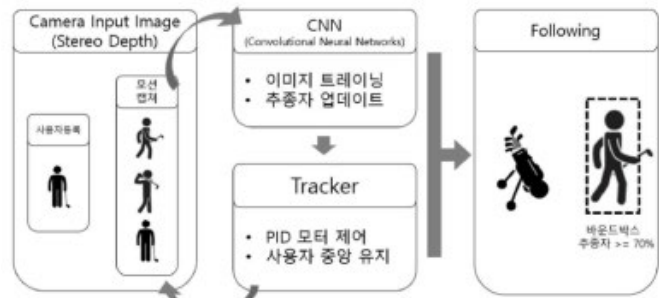 Camera Input Image
(Stereo Depth)
사용자등록
모션
캡쳐
CNN
(Convolutional Neural Networks)
• 이미지 트레이닝
• 추종자 업데이트
Tracker
• PID 모터 제어
• 사용자 중앙 유지
Following
바운드박스
추종자 >= 70%